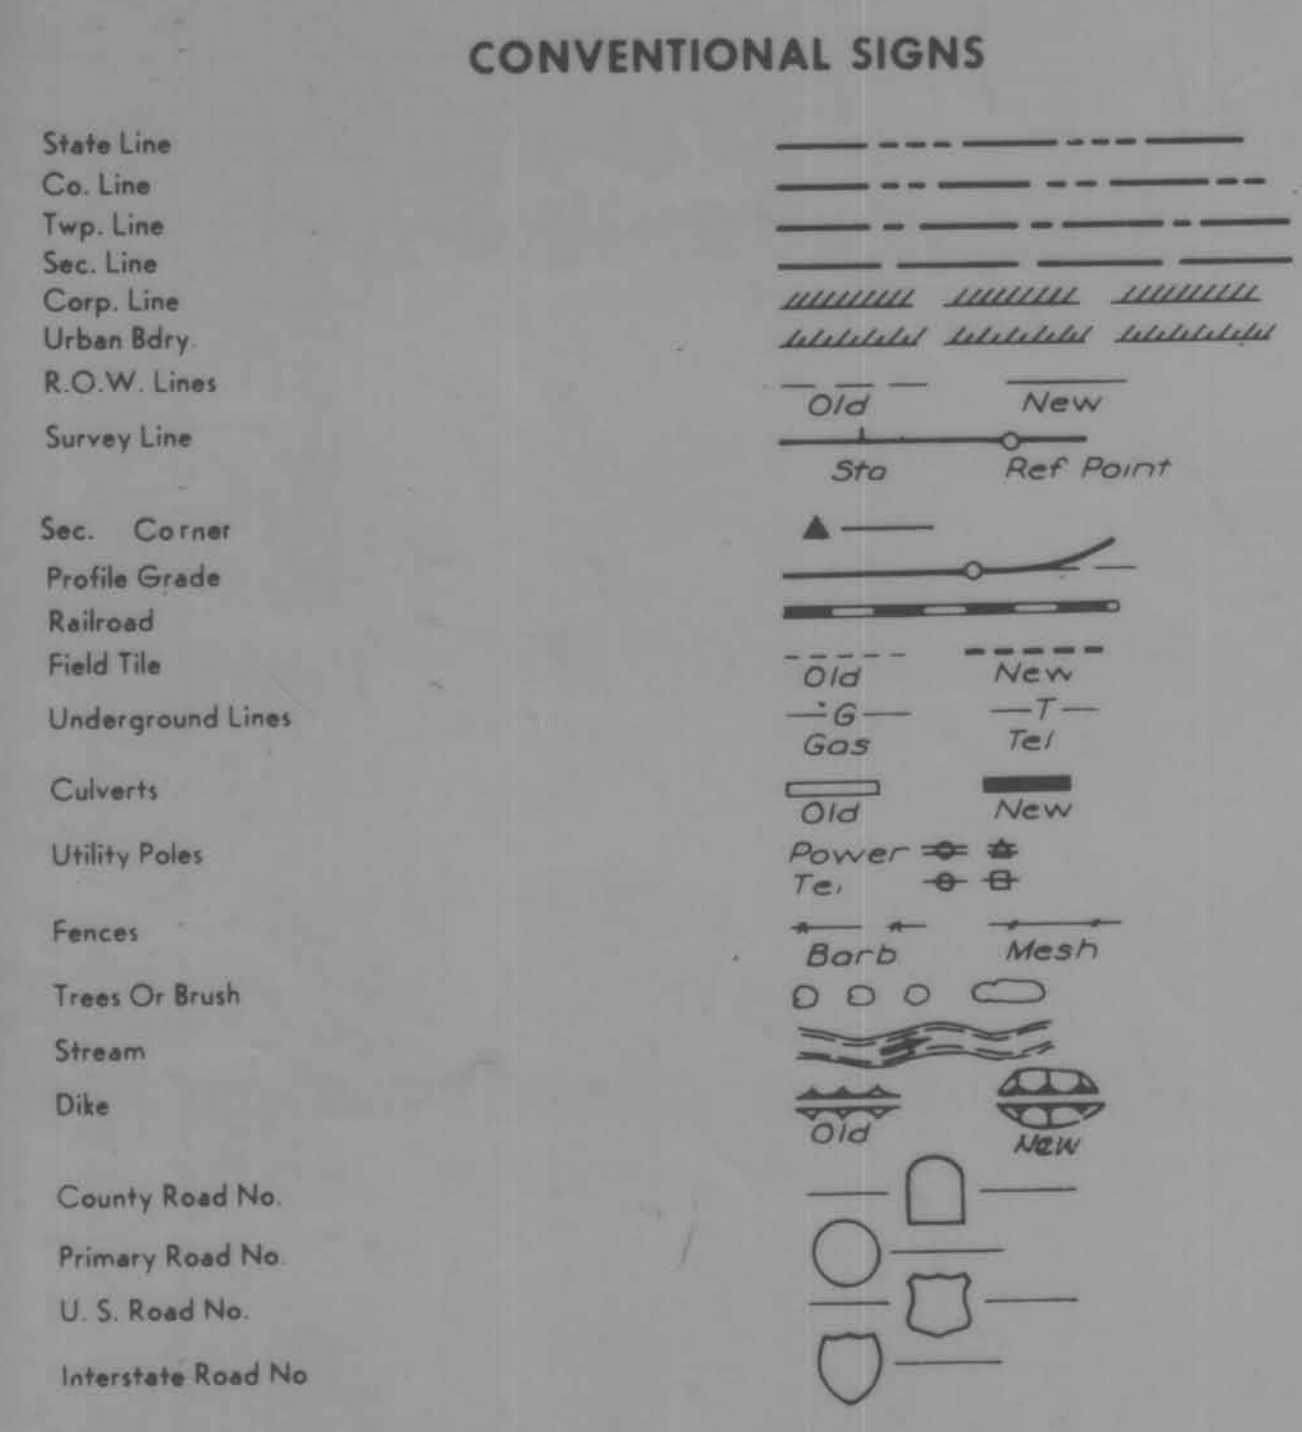 CONVENTIONAL SIGNS
State Line
Co. Line
Twp. Line
Sec. Line
Corp. Line
Urban Bdry.
R.O.W. Lines
Old New
Survey Line
Sta Ref Point
Sec. Corner
Profile Grade
Railroad
Field Tile
Old New
Underground Lines G T
Gas Tel
Culverts
Old New
Utility Poles Power
Tel
Fences
Barb Mesh
Trees Or Brush
Stream
Dike
Old New
County Road No.
Primary Road No.
U. S. Road No.
Interstate Road No